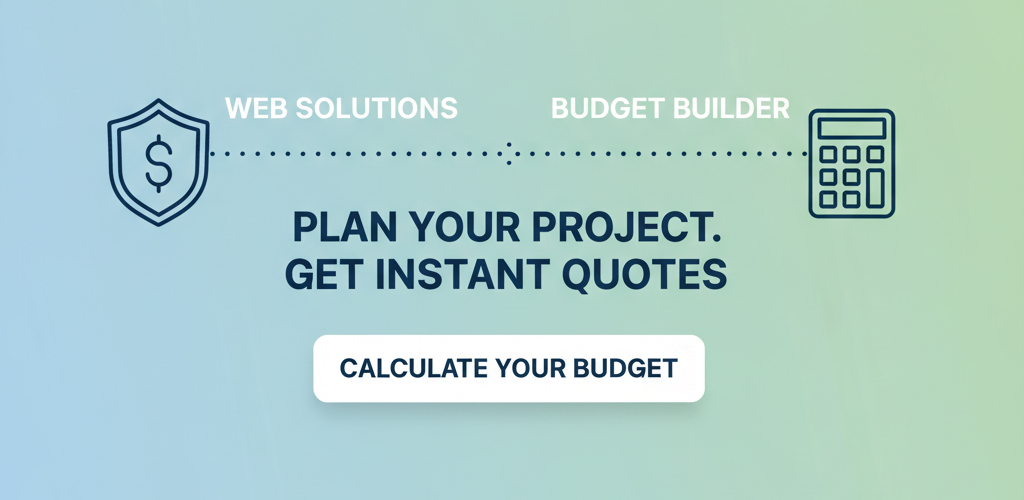 WEB SOLUTIONS BUDGET BUILDER
$
PLAN YOUR PROJECT.
GET INSTANT QUOTES
CALCULATE YOUR BUDGET